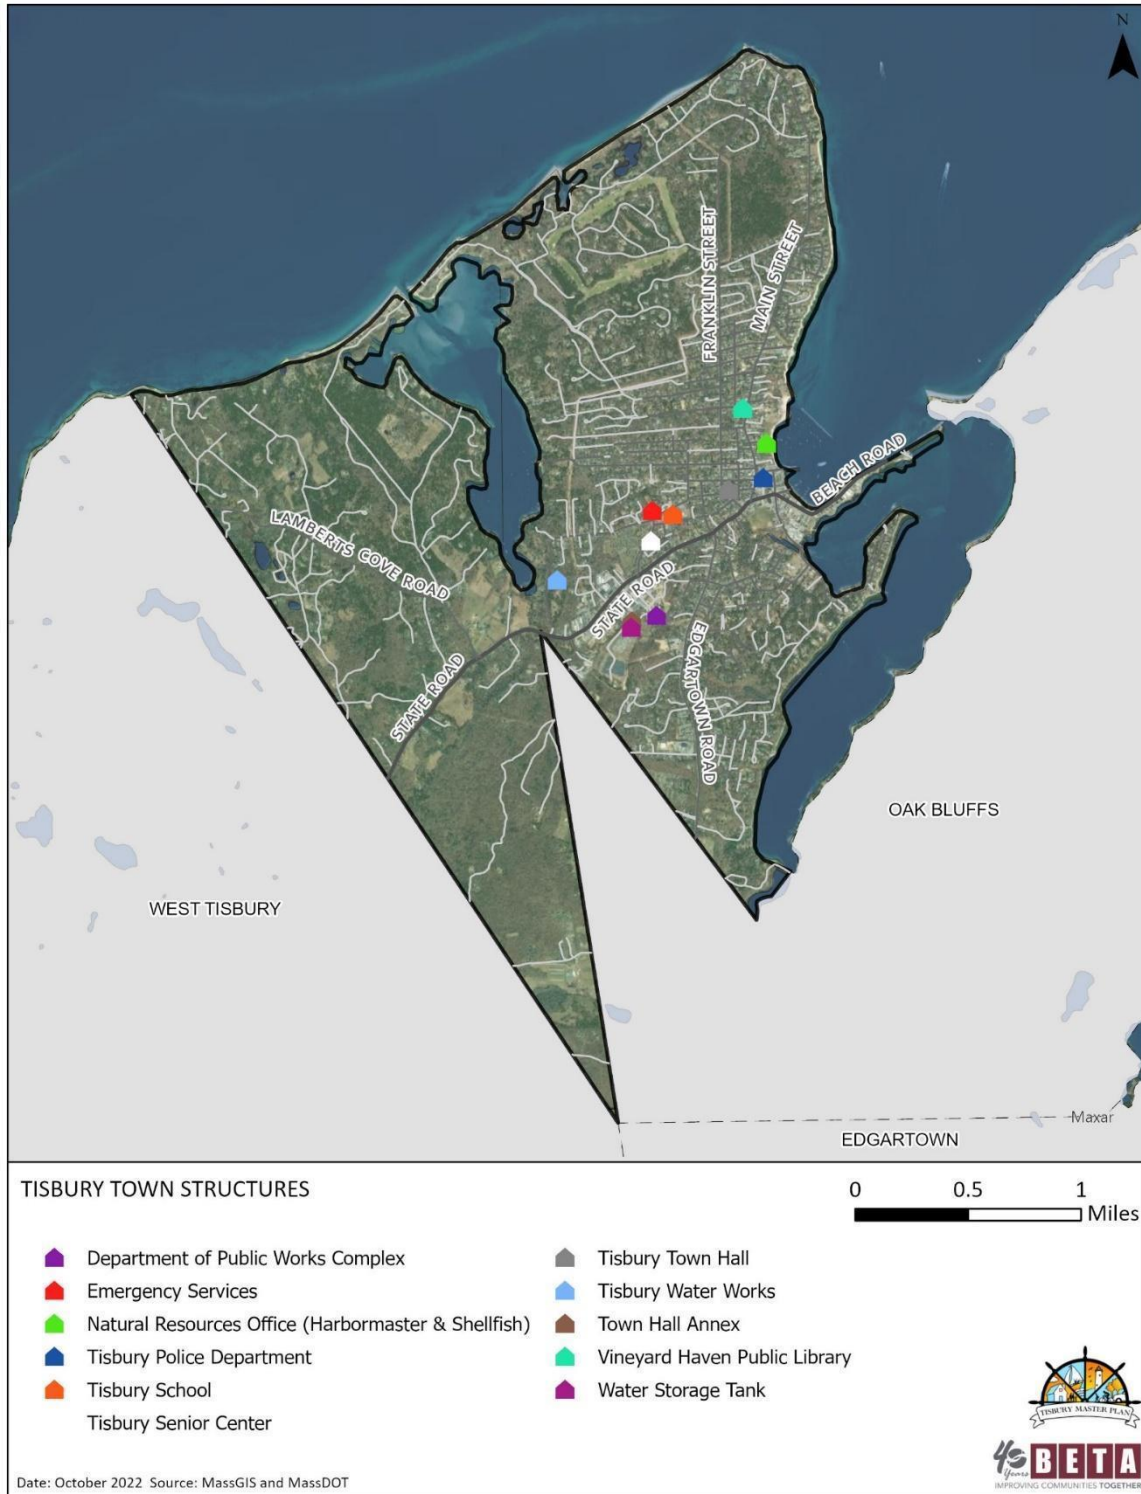 N
FRANKLIN STREET
MAIN STREET
BEACH ROAD
LAMBERTS COVE ROAD
STATE ROAD
EDGARTOWN ROAD
STATE ROAD
OAK BLUFFS
WEST TISBURY
Maxar
EDGARTOWN
TISBURY TOWN STRUCTURES
0 0.5 1
Miles
Department of Public Works Complex
Emergency Services
Natural Resources Office (Harbormaster & Shellfish)
Tisbury Police Department
Tisbury School
Tisbury Senior Center
Tisbury Town Hall
Tisbury Water Works
Town Hall Annex
Vineyard Haven Public Library
Water Storage Tank
TISBURY MASTER PLAN
Years
BETA
IMPROVING COMMUNITIES TOGETHER
Date: October 2022 Source: MassGIS and MassDOT